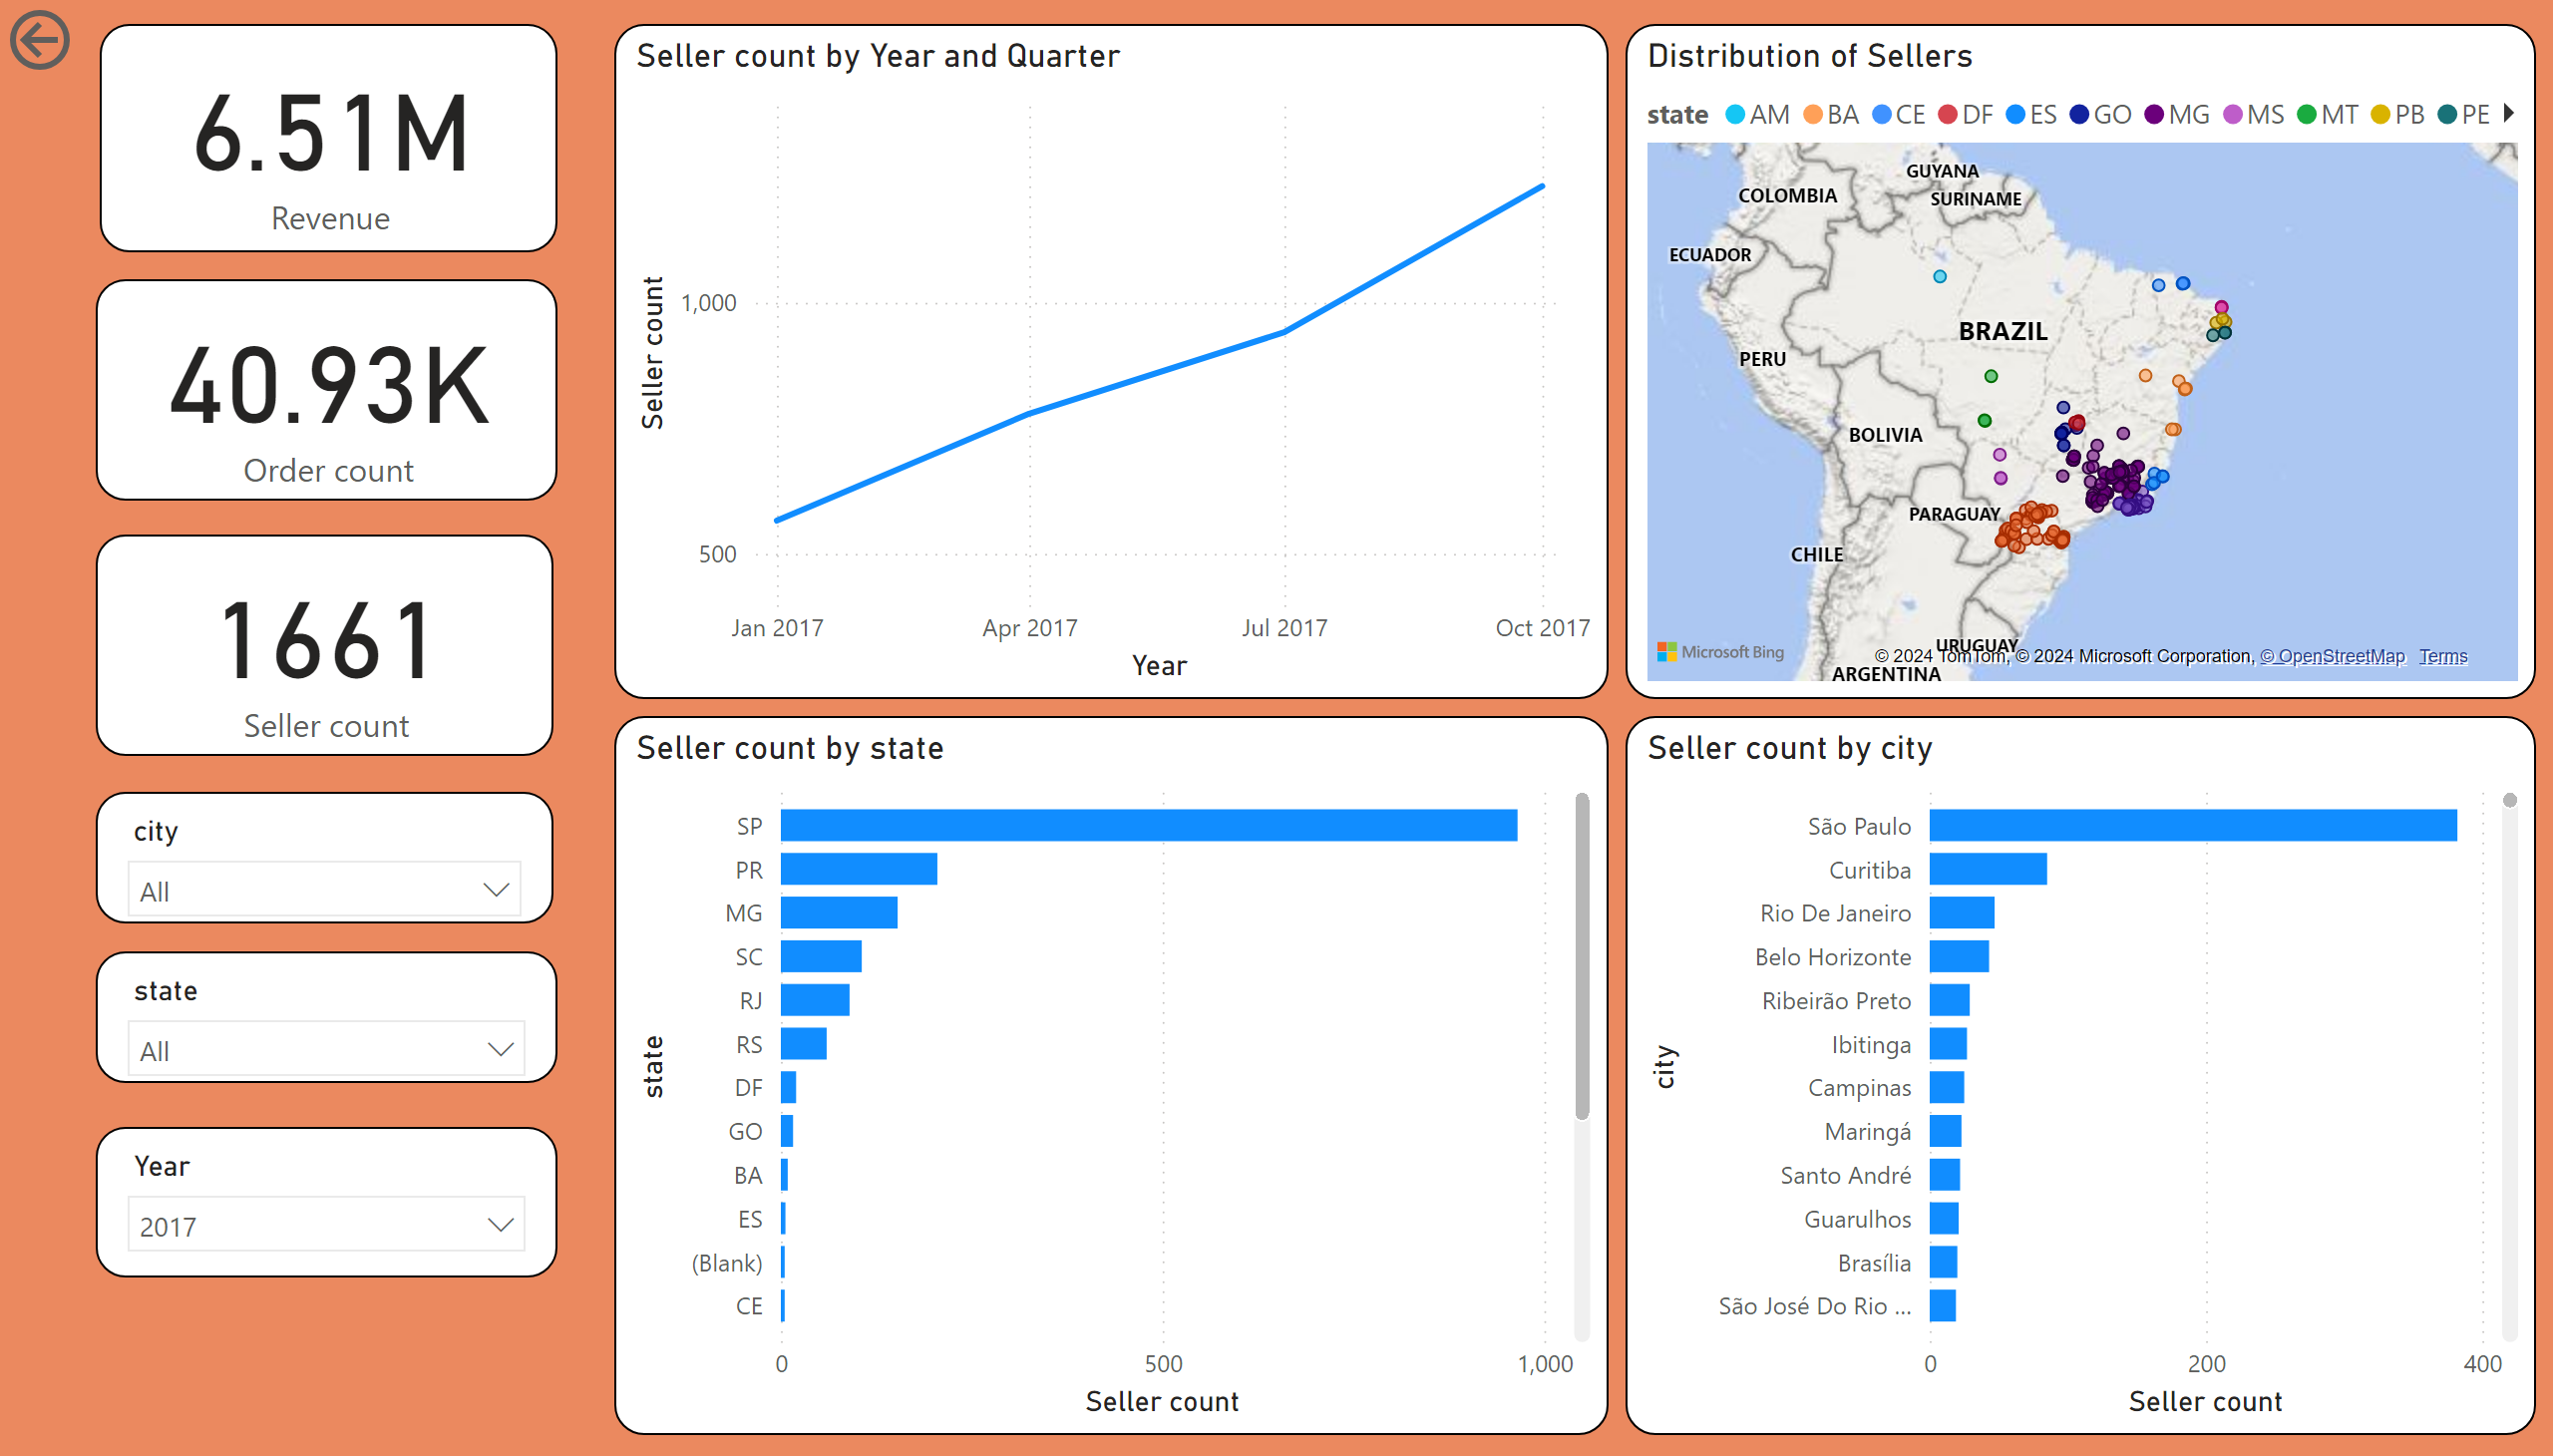 6.51M
Revenue
40.93K
Order count
1661
Seller count
city
All
state
All
Year
2017
Seller count by Year and Quarter
Seller count
1,000
500
Jan 2017 Apr 2017 Jul 2017 Oct 2017
Year
Distribution of Sellers
state AM BA CE DF ES GO MG MS MT PB PE
GUYANA
COLOMBIA
SURINAME
ECUADOR
BRAZIL
PERU
BOLIVIA
PARAGUAY
CHILE
URUGUAY
ARGENTINA
Microsoft Bing
© 2024 TomTom, © 2024 Microsoft Corporation, © OpenStreetMap Terms
Seller count by state
state
SP
PR
MG
SC
RJ
RS
DF
GO
BA
ES
(Blank)
CE
0 500 1,000
Seller count
Seller count by city
city
São Paulo
Curitiba
Rio De Janeiro
Belo Horizonte
Ribeirão Preto
Ibitinga
Campinas
Maringá
Santo André
Guarulhos
Brasília
São José Do Rio ...
0 200 400
Seller count